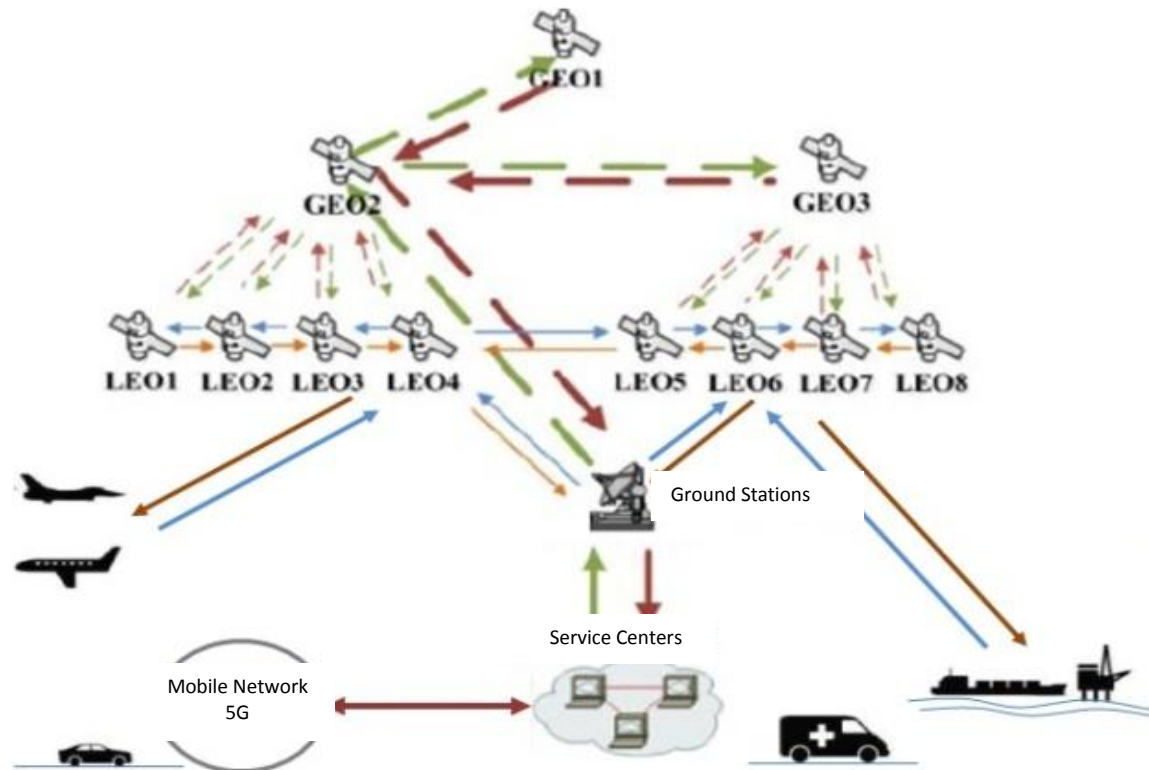 GEO1
GEO2
GEO3
LEO1
LEO2
LEO3
LEO4
LEO5
LEO6
LEO7
LEO8
Ground Stations
Service Centers
Mobile Network
5G